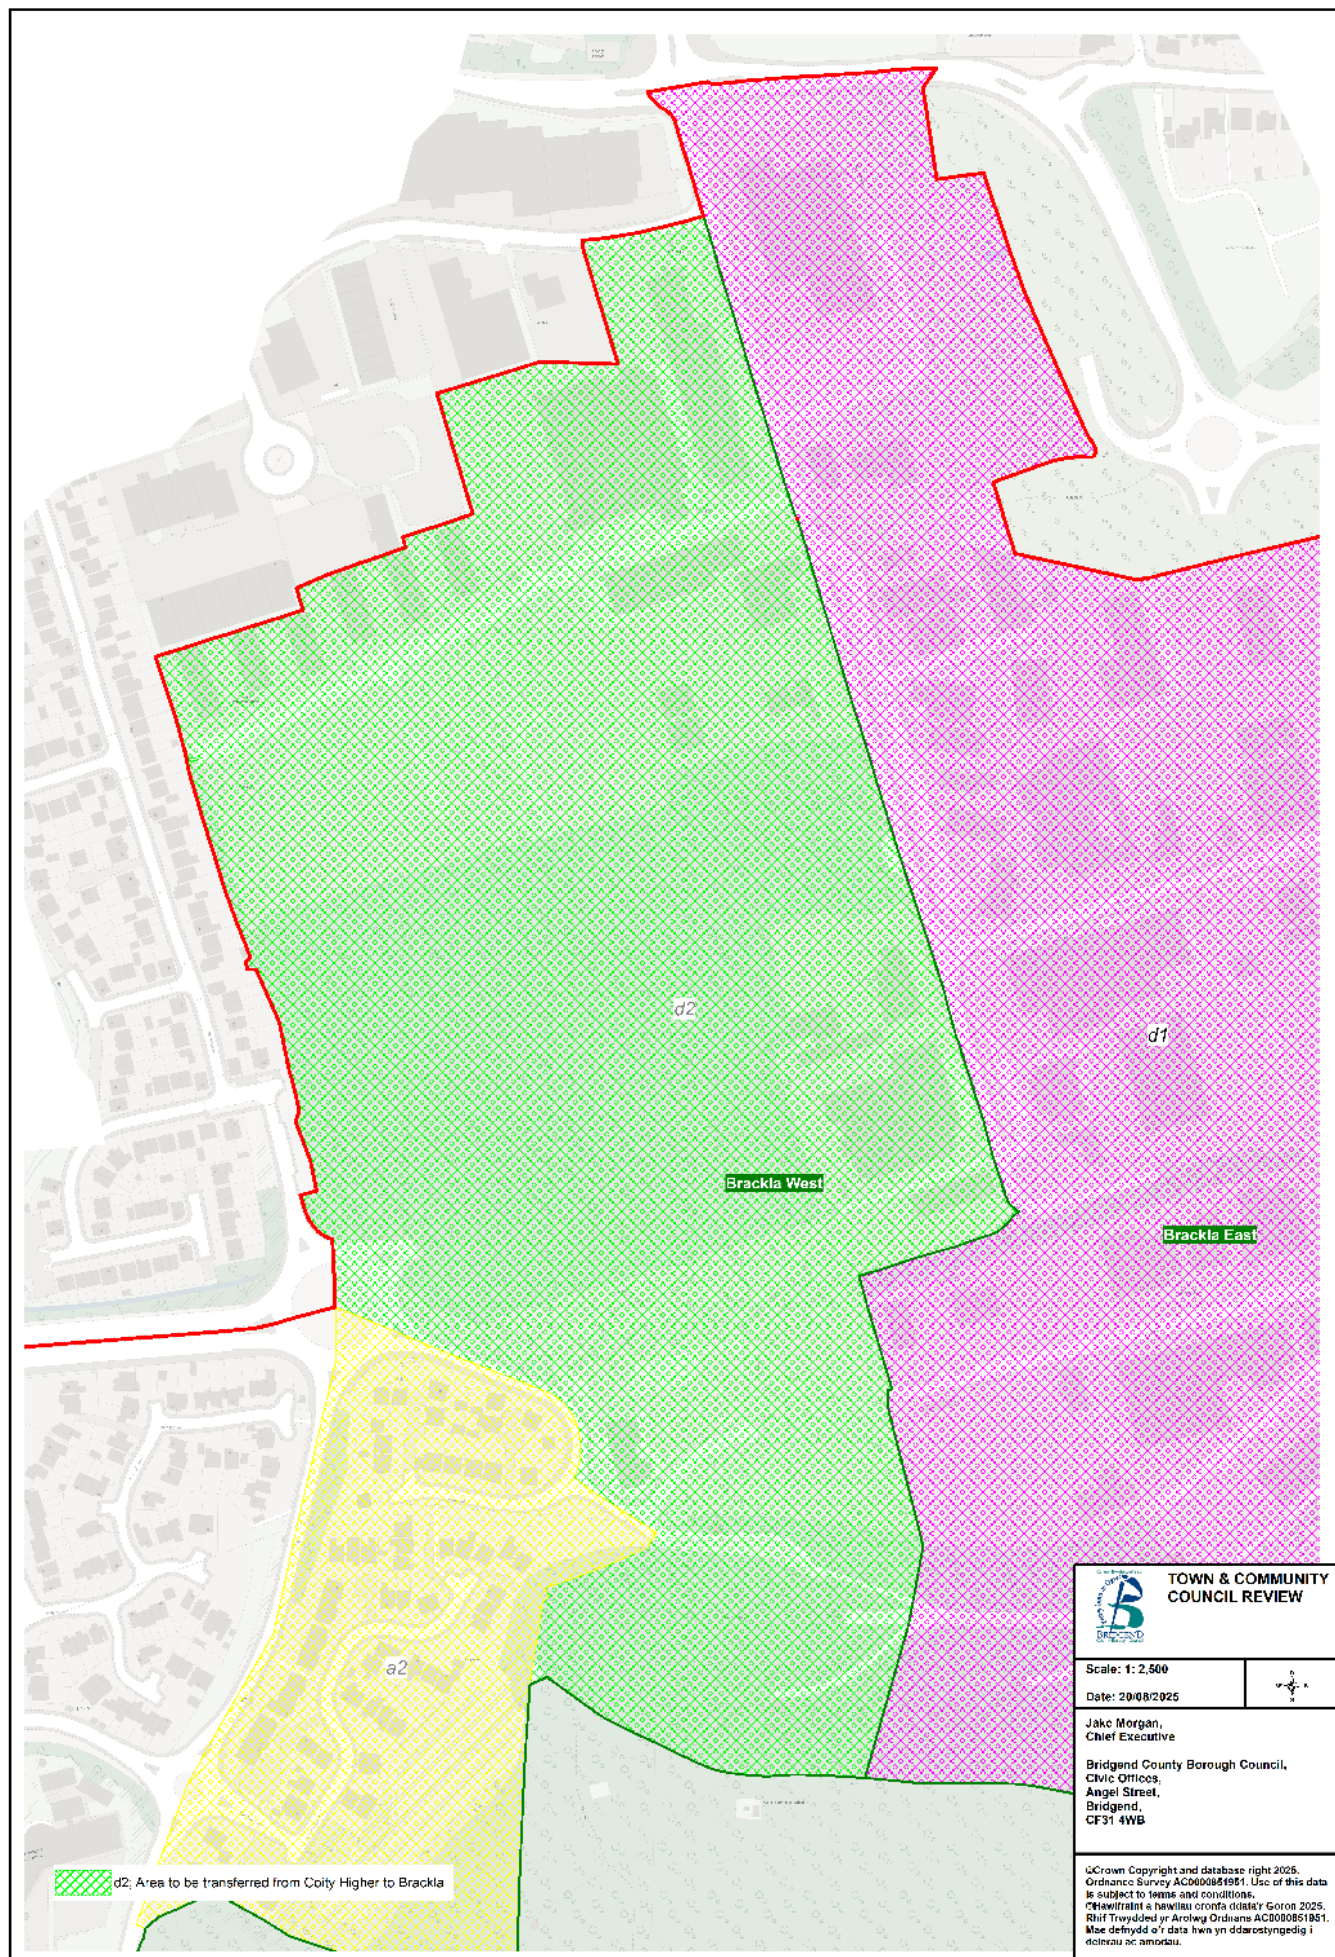 d2
d1
Brackla West
Brackla East
a2
d2; Area to be transferred from Coity Higher to Brackla
BRIDGEND
TOWN & COMMUNITY
COUNCIL REVIEW
Scale: 1: 2,500
Date: 20/08/2025
Jake Morgan,
Chief Executive
Bridgend County Borough Council,
Civic Offices,
Angel Street,
Bridgend,
CF31 4WB
©Crown Copyright and database right 2025.
Ordnance Survey AC0000851951. Use of this data
is subject to terms and conditions.
©Hawlfraint a hawliau cronfa ddata'r Goron 2025.
Rhif Trwydded yr Arolwg Ordnans AC0000851951.
Mae defnydd o'r data hwn yn ddarostyngedig i
delerau ac amodau.